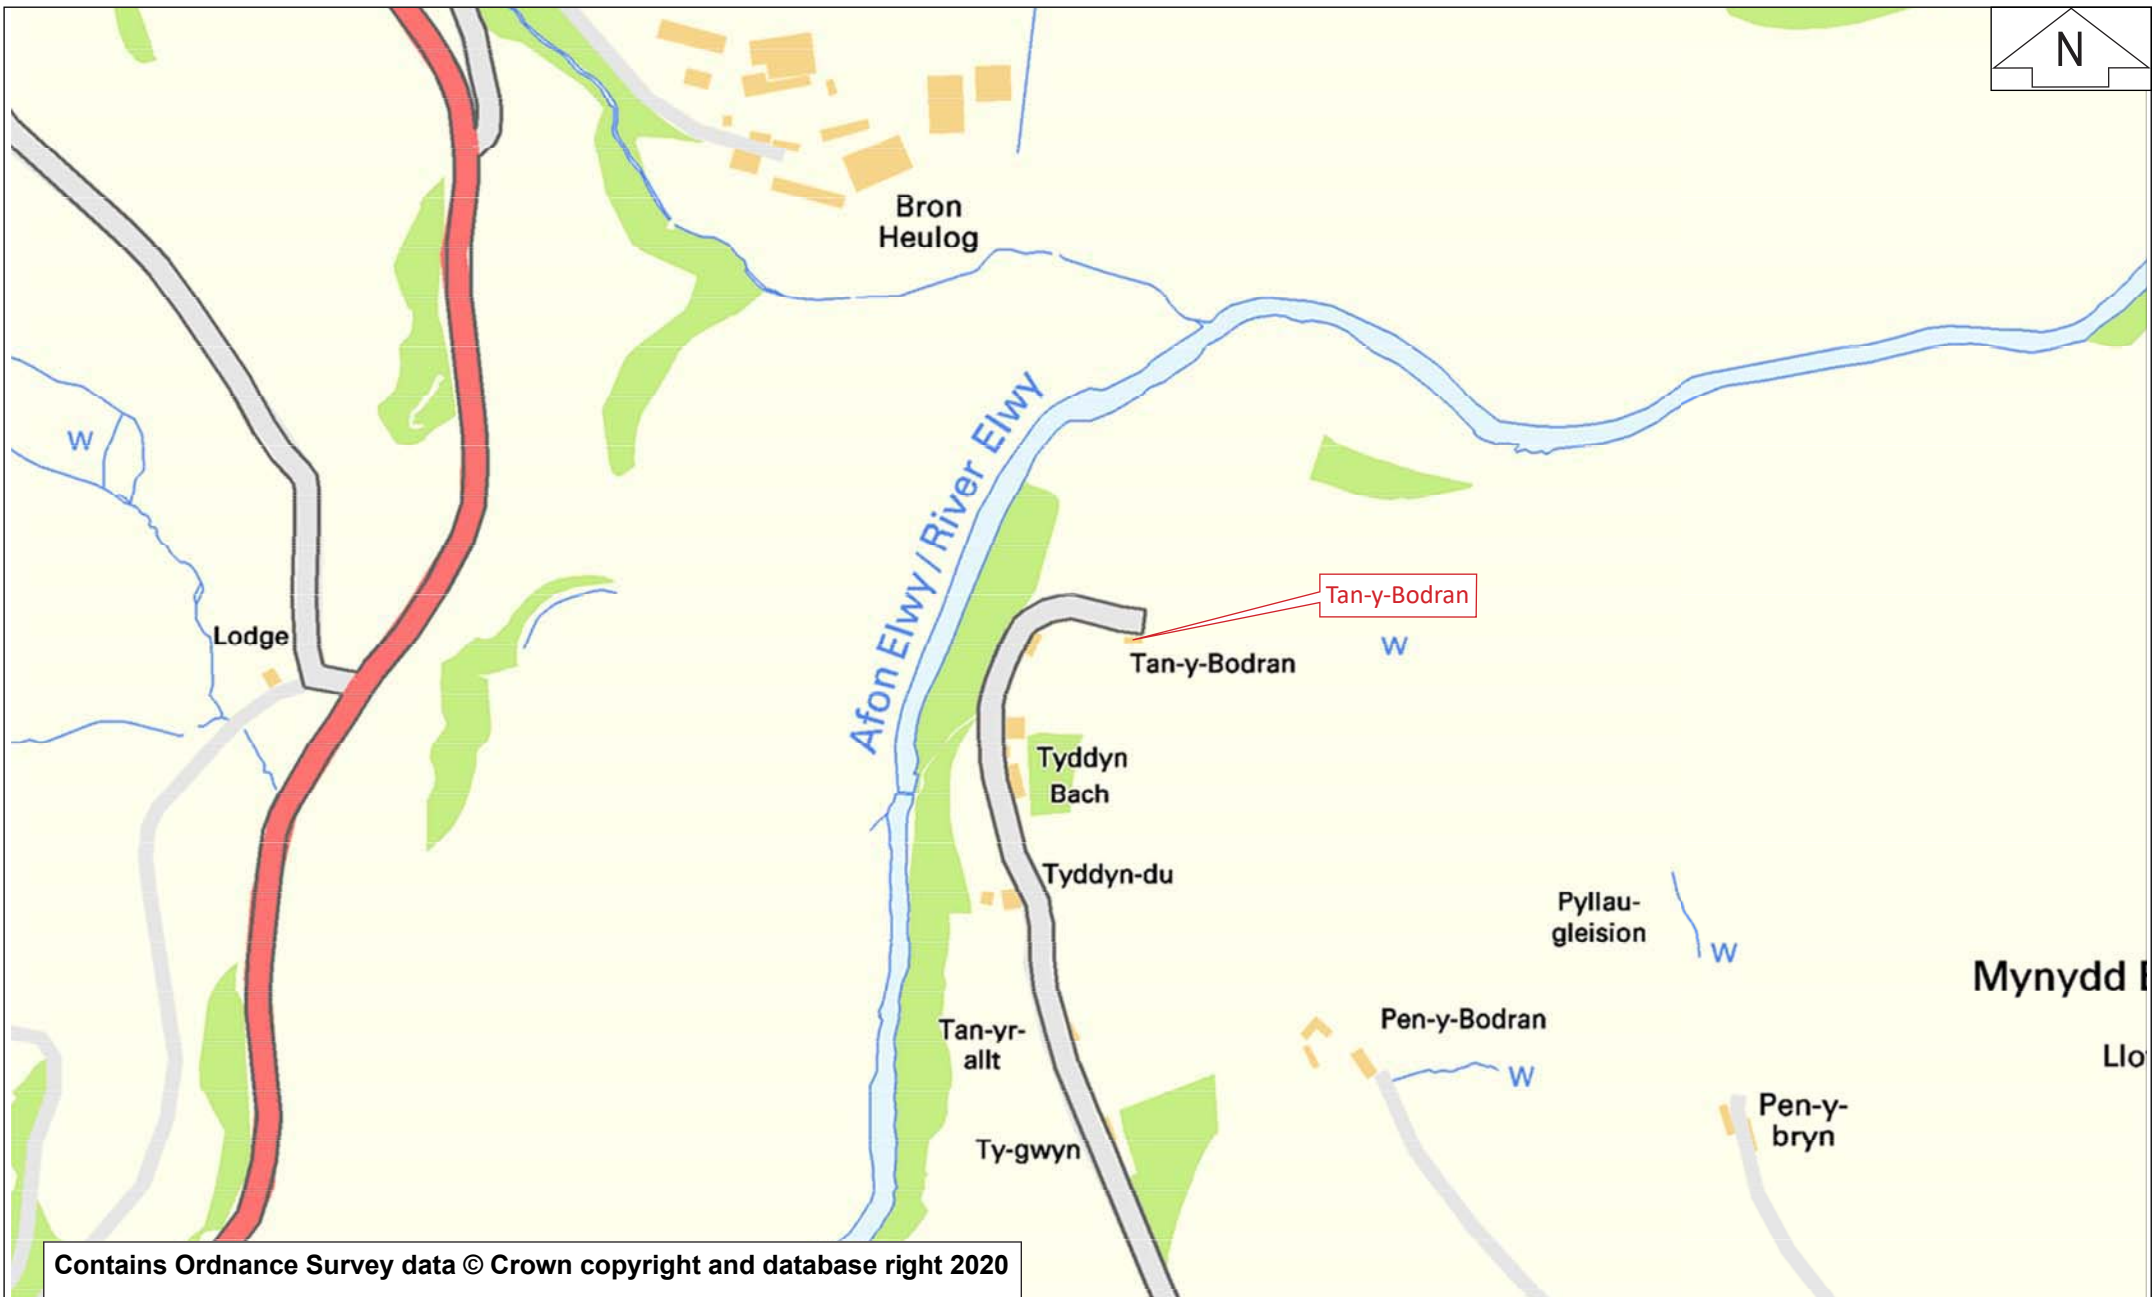 N
Bron
Heulog
W
Afon Elwy / River Elwy
Tan-y-Bodran
Lodge
W
Tan-y-Bodran
Tyddyn
Bach
Tyddyn-du
Pyllau-
gleision
W
Mynydd
Tan-yr-
allt
Pen-y-Bodran
Llo
W
Pen-y-
bryn
Ty-gwyn
Contains Ordnance Survey data © Crown copyright and database right 2020